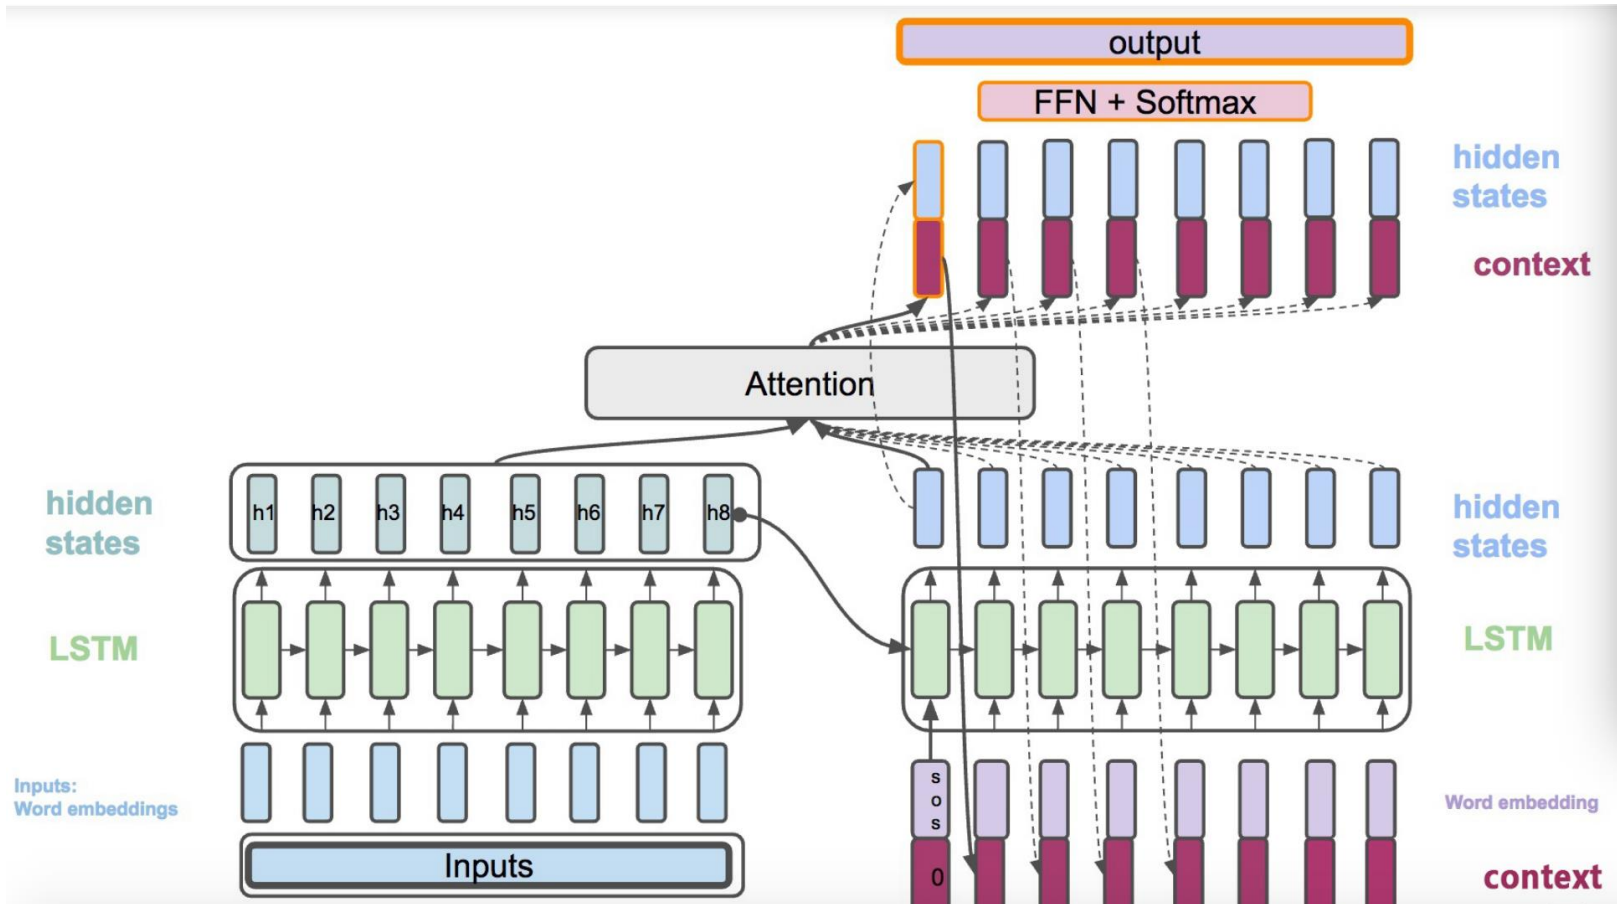 output
FFN + Softmax
hidden
states
context
Attention
hidden
states
h1 h2 h3 h4 h5 h6 h7 h8
hidden
states
LSTM
LSTM
Inputs:
Word embeddings
s
o
s
Word embedding
Inputs
0
context